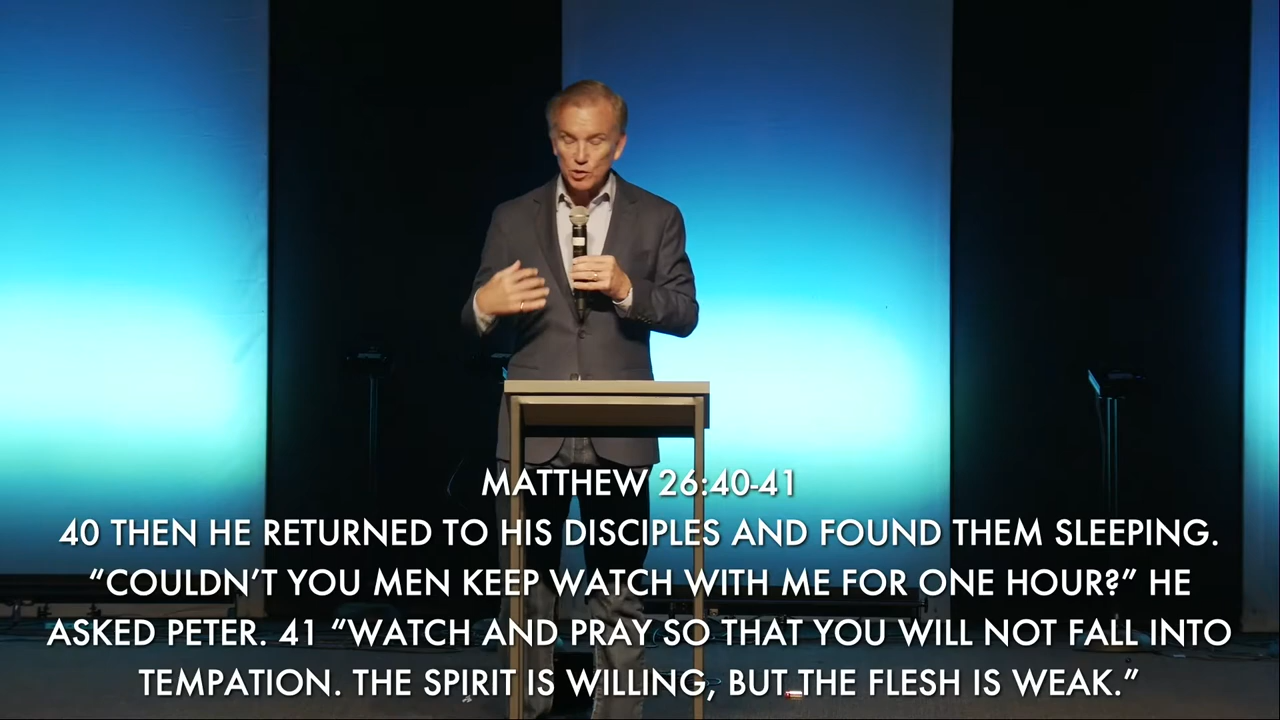 MATTHEW 26:40-41
40 THEN HE RETURNED TO HIS DISCIPLES AND FOUND THEM SLEEPING.
“COULDN’T YOU MEN KEEP WATCH WITH ME FOR ONE HOUR?” HE
ASKED PETER. 41 “WATCH AND PRAY SO THAT YOU WILL NOT FALL INTO
TEMPATION. THE SPIRIT IS WILLING, BUT THE FLESH IS WEAK.”